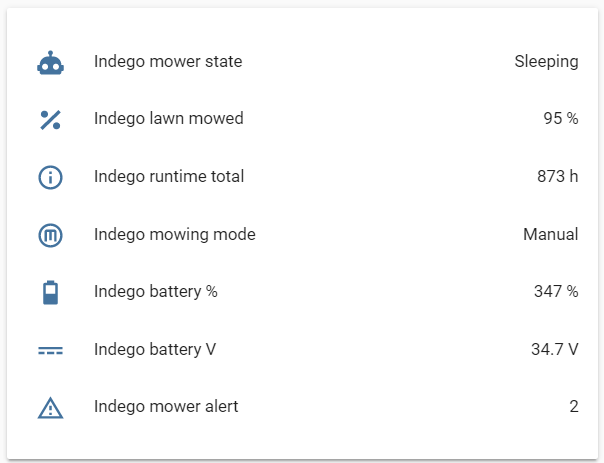 Indego mower state Sleeping
Indego lawn mowed 95 %
Indego runtime total 873 h
Indego mowing mode Manual
Indego battery % 347 %
Indego battery V 34.7 V
Indego mower alert 2